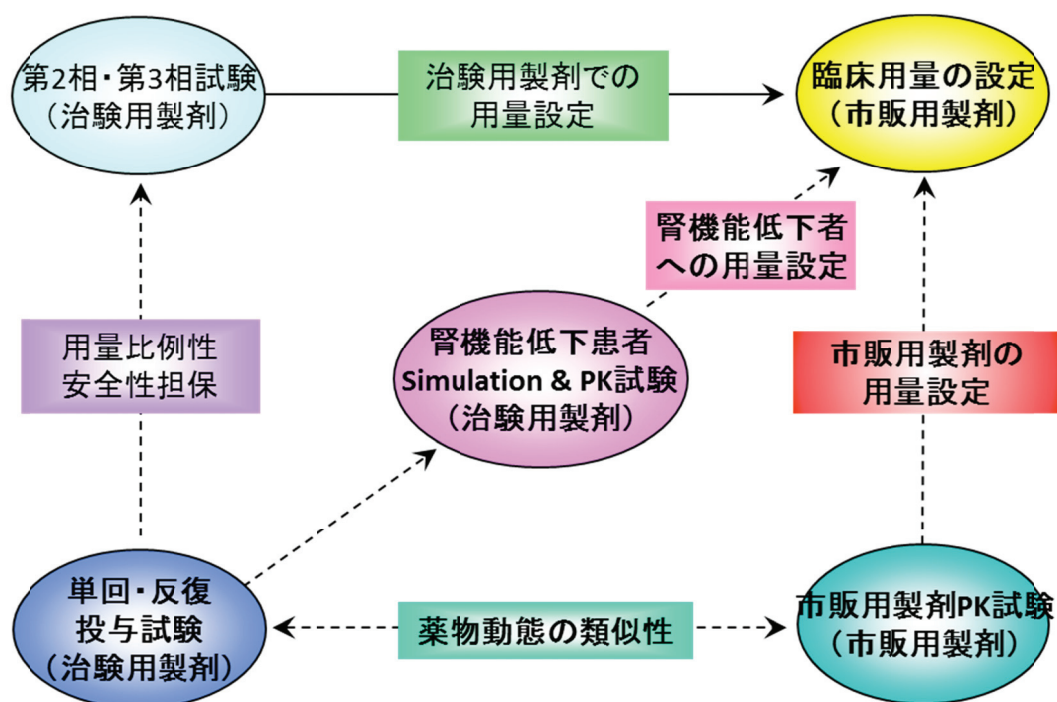 第2相・第3相試験
(治験用製剤)
治験用製剤での
用量設定
臨床用量の設定
(市販用製剤)
腎機能低下者
への用量設定
用量比例性
安全性担保
腎機能低下患者
Simulation & PK試験
(治験用製剤)
市販用製剤の
用量設定
単回・反復
投与試験
(治験用製剤)
薬物動態の類似性
市販用製剤PK試験
(市販用製剤)